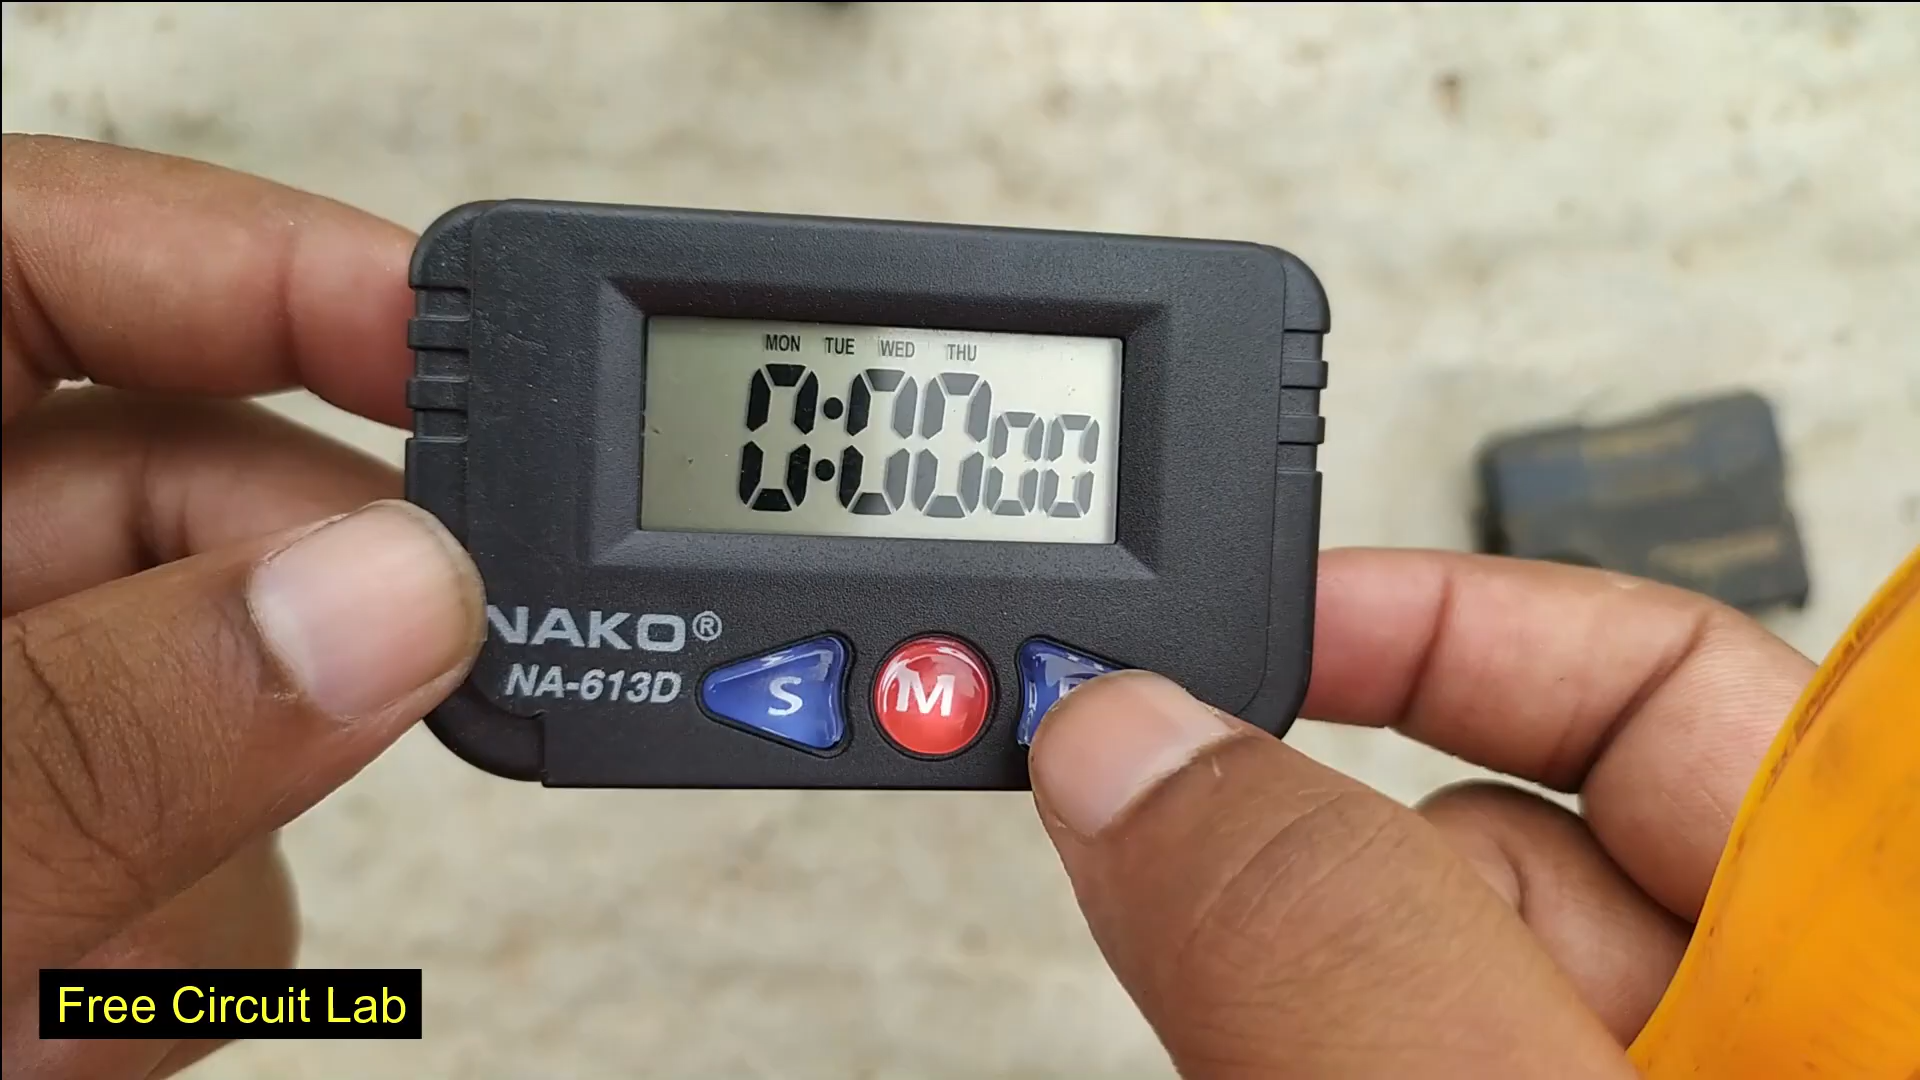 MON TUE WED THU
0:00 00
NAKO®
NA-613D
S M
Free Circuit Lab